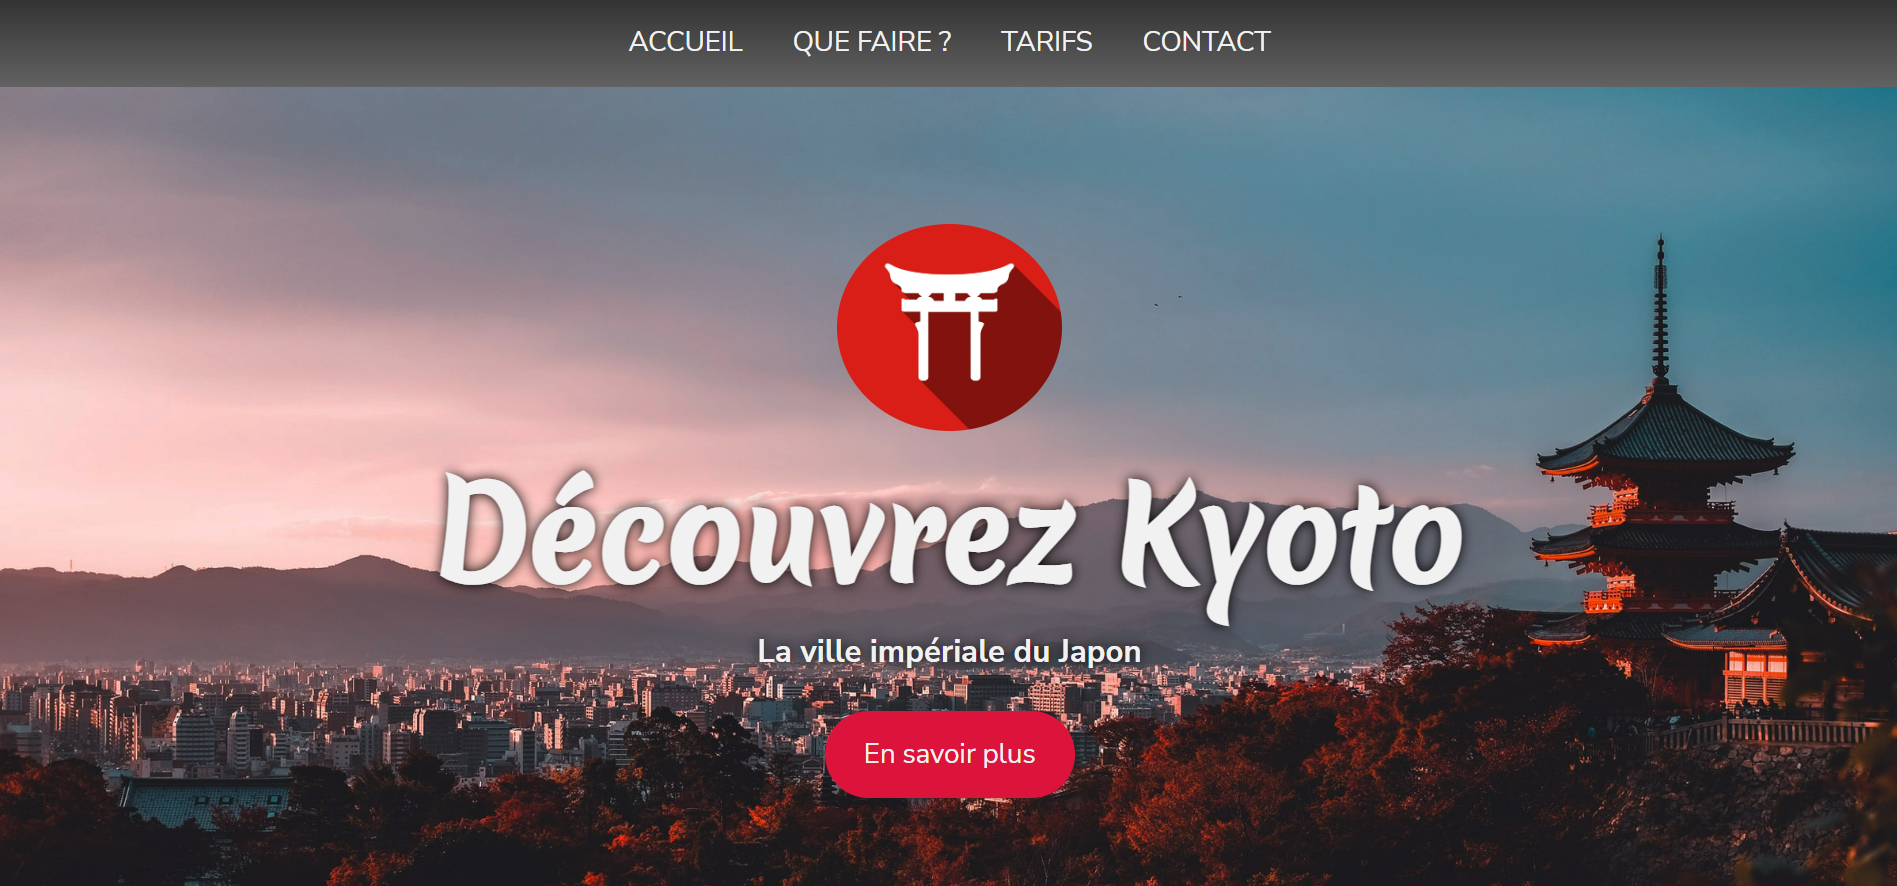 ACCUEIL QUE FAIRE ? TARIFS CONTACT
Découvrez Kyoto
La ville impériale du Japon
En savoir plus